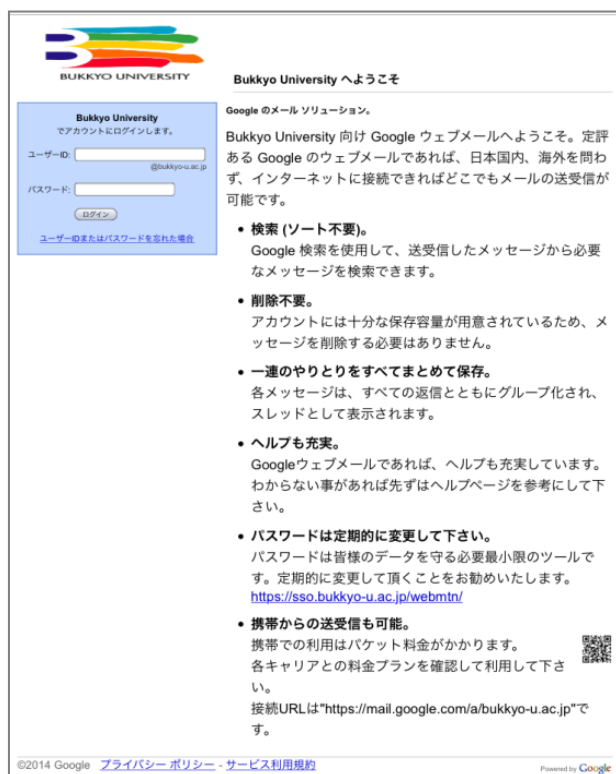 BUKKYO UNIVERSITY
Bukkyo University へようこそ
Bukkyo University
でアカウントにログインします。
ユーザーID:
@bukkyo-u.ac.jp
パスワード:
ログイン
ユーザーIDまたはパスワードを忘れた場合
Google のメール ソリューション。
Bukkyo University 向け Google ウェブメールへようこそ。定評
ある Google のウェブメールであれば、日本国内、海外を問わ
ず、インターネットに接続できればどこでもメールの送受信が
可能です。
• 検索 (ソート不要)。
Google 検索を使用して、送受信したメッセージから必要
なメッセージを検索できます。
• 削除不要。
アカウントには十分な保存容量が用意されているため、メ
ッセージを削除する必要はありません。
• 一連のやりとりをすべてまとめて保存。
各メッセージは、すべての返信とともにグループ化され、
スレッドとして表示されます。
• ヘルプも充実。
Googleウェブメールであれば、ヘルプも充実しています。
わからない事があれば先ずはヘルプページを参考にして下
さい。
• パスワードは定期的に変更して下さい。
パスワードは皆様のデータを守る必要最小限のツールで
す。定期的に変更して頂くことをお勧めいたします。
https://sso.bukkyo-u.ac.jp/webmtn/
• 携帯からの送受信も可能。
携帯での利用はパケット料金がかかります。
各キャリアとの料金プランを確認して利用して下さ
い。
接続URLは"https://mail.google.com/a/bukkyo-u.ac.jp"で
す。
©2014 Google プライバシー ポリシー - サービス利用規約
Powered by Google